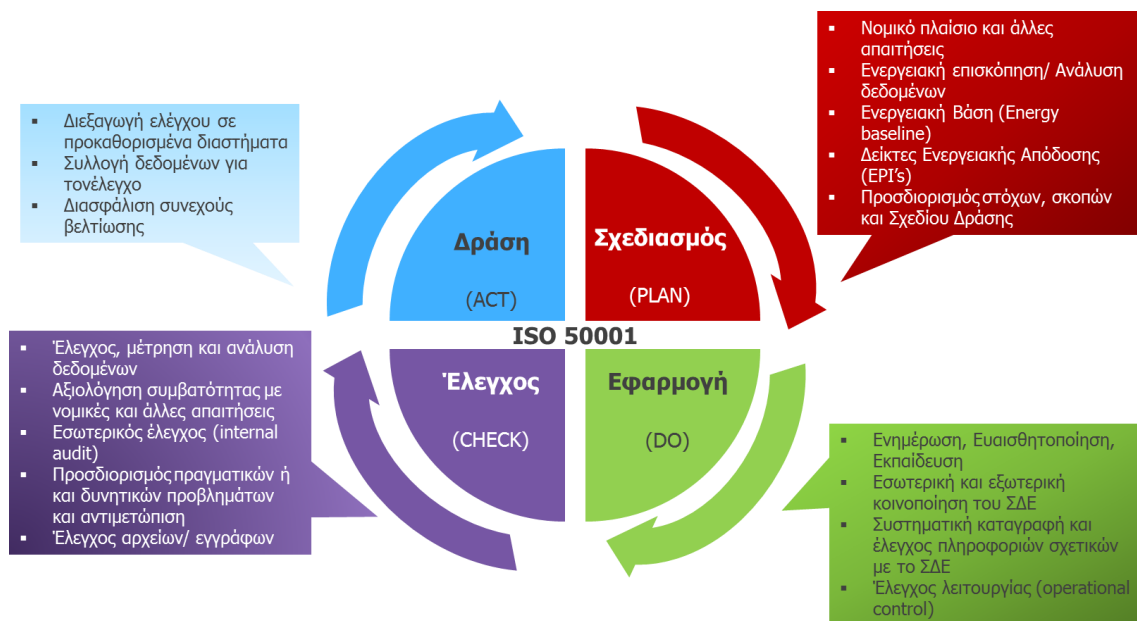 ▪ Διεξαγωγή ελέγχου σε
προκαθορισμένα διαστήματα
▪ Συλλογή δεδομένων για
τονέλεγχο
▪ Διασφάλιση συνεχούς
βελτίωσης
▪ Νομικό πλαίσιο και άλλες
απαιτήσεις
▪ Ενεργειακή επισκόπηση/ Ανάλυση
δεδομένων
▪ Ενεργειακή Βάση (Energy
baseline)
▪ Δείκτες Ενεργειακής Απόδοσης
(EPI’s)
▪ Προσδιορισμός στόχων, σκοπών
και Σχεδίου Δράσης
Δράση
(ACT)
Σχεδιασμός
(PLAN)
ISO 50001
Έλεγχος
(CHECK)
Εφαρμογή
(DO)
▪ Έλεγχος, μέτρηση και ανάλυση
δεδομένων
▪ Αξιολόγηση συμβατότητας με
νομικές και άλλες απαιτήσεις
▪ Εσωτερικός έλεγχος (internal
audit)
▪ Προσδιορισμός πραγματικών ή
και δυνητικών προβλημάτων
και αντιμετώπιση
▪ Έλεγχος αρχείων/ εγγράφων
▪ Ενημέρωση, Ευαισθητοποίηση,
Εκπαίδευση
▪ Εσωτερική και εξωτερική
κοινοποίηση του ΣΔΕ
▪ Συστηματική καταγραφή και
έλεγχος πληροφοριών σχετικών
με το ΣΔΕ
▪ Έλεγχος λειτουργίας (operational
control)